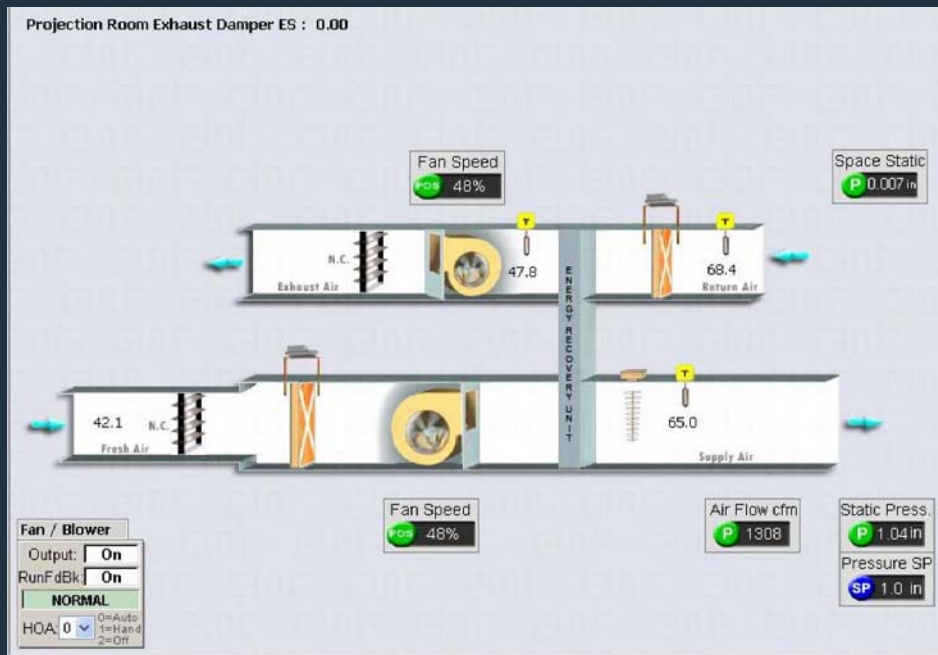 Projection Room Exhaust Damper ES : 0.00
Fan Speed
POS 48%
Space Static
P 0.007 in
T
T
N.C.
47.8
68.4
Exhaust Air
Return Air
ENERGY RECOVERY UNIT
T
42.1
N.C.
65.0
Fresh Air
Supply Air
Fan Speed
POS 48%
Air Flow cfm
P 1308
Static Press.
P 1.04 in
Pressure SP
SP 1.0 in
Fan / Blower
Output: On
RunFdBk: On
NORMAL
HOA: 0
0=Auto
1=Hand
2=Off